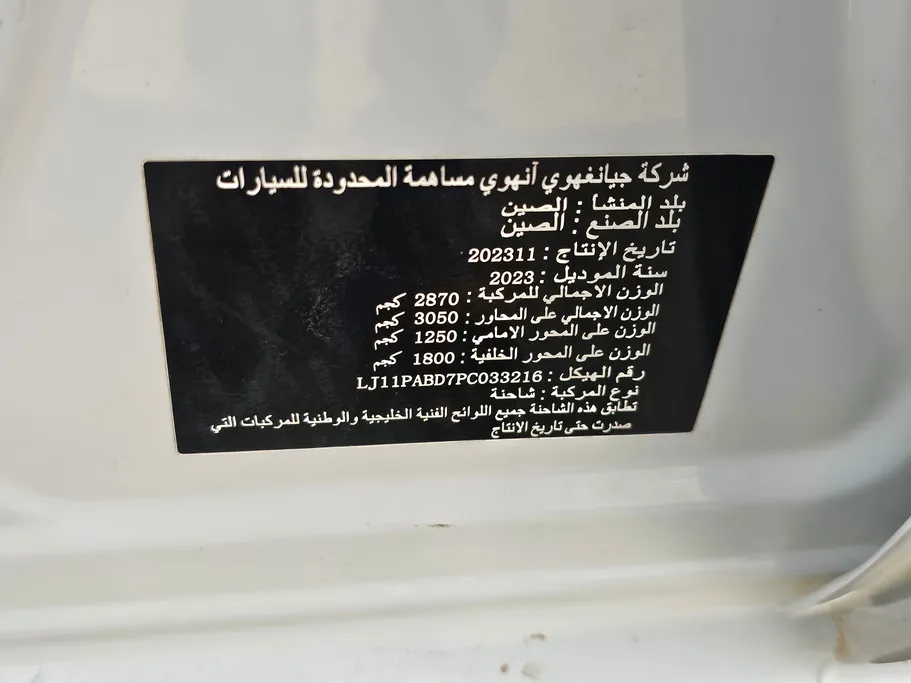 شركة جيانغهوي آنهوي مساهمة المحدودة للسيارات
بلد المنشأ : الصين
بلد الصنع : الصين
تاريخ الإنتاج : 202311
سنة الموديل : 2023
الوزن الاجمالي للمركبة : 2870 كجم
الوزن الإجمالي على المحاور : 3050 كجم
الوزن على المحور الامامي : 1250 كجم
الوزن على المحور الخلفية : 1800 كجم
رقم الهيكل : LJ11PABD7PC033216
نوع المركبة : شاحنة
تطابق هذه الشاحنة جميع اللوائح الفنية الخليجية والوطنية للمركبات التي
صدرت حتى تاريخ الانتاج